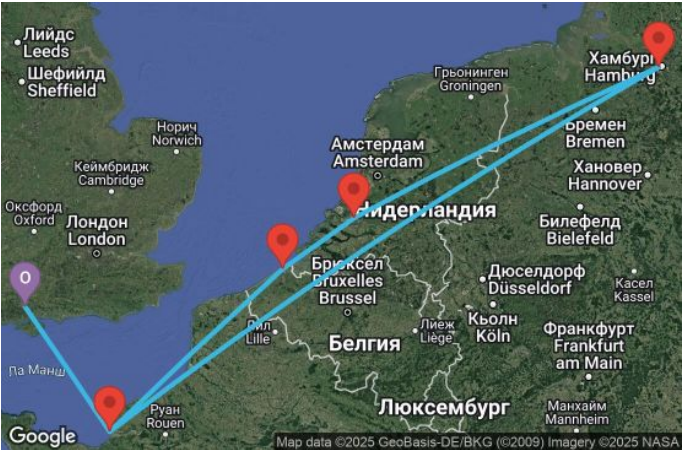 Лийдс
Leeds
Шефийлд
Sheffield
Норич
Norwich
Кеймбридж
Cambridge
Оксфорд
Oxford
Лондон
London
O
Ла Манш
Руан
Rouen
Лил
Lille
Брюксел
Bruxelles
Brussel
Белгия
Лиеж
Liège
Люксембург
Амстердам
Amsterdam
Нидерландия
Грьонинген
Groningen
Хамбург
Hamburg
Бремен
Bremen
Хановер
Hannover
Билефелд
Bielefeld
Дюселдорф
Düsseldorf
Кьолн
Köln
Касел
Kassel
Франкфурт
Frankfurt
am Main
Манхайм
Mannheim
Google
Map data ©2025 GeoBasis-DE/BKG (©2009) Imagery ©2025 NASA